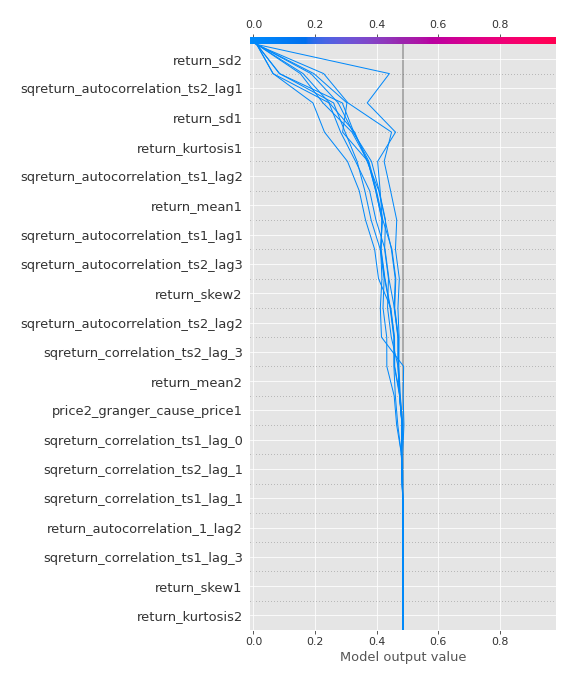 0.0 0.2 0.4 0.6 0.8
return_sd2
sqreturn_autocorrelation_ts2_lag1
return_sd1
return_kurtosis1
sqreturn_autocorrelation_ts1_lag2
return_mean1
sqreturn_autocorrelation_ts1_lag1
sqreturn_autocorrelation_ts2_lag3
return_skew2
sqreturn_autocorrelation_ts2_lag2
sqreturn_correlation_ts2_lag_3
return_mean2
price2_granger_cause_price1
sqreturn_correlation_ts1_lag_0
sqreturn_correlation_ts2_lag_1
sqreturn_correlation_ts1_lag_1
return_autocorrelation_1_lag2
sqreturn_correlation_ts1_lag_3
return_skew1
return_kurtosis2
0.0 0.2 0.4 0.6 0.8
Model output value